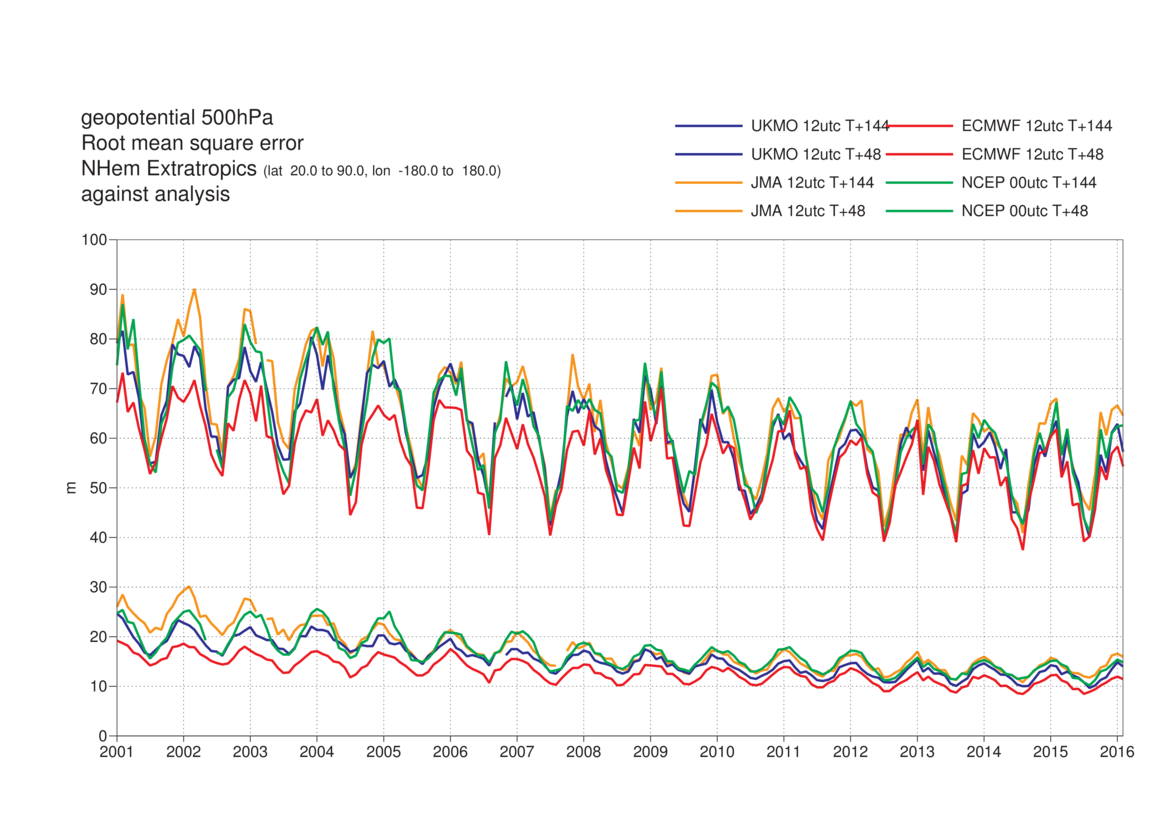 geopotential 500hPa
Root mean square error
NHem Extratropics (lat 20.0 to 90.0, lon -180.0 to 180.0)
against analysis
UKMO 12utc T+144 ECMWF 12utc T+144
UKMO 12utc T+48 ECMWF 12utc T+48
JMA 12utc T+144 NCEP 00utc T+144
JMA 12utc T+48 NCEP 00utc T+48
100
90
80
70
60
50
40
30
20
10
0
m
2001 2002 2003 2004 2005 2006 2007 2008 2009 2010 2011 2012 2013 2014 2015 2016